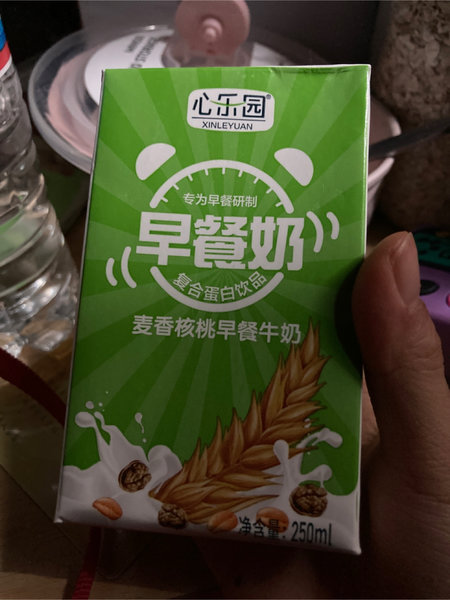 心乐园®
XINLEYUAN
专为早餐研制
早餐奶
复合蛋白饮品
麦香核桃早餐牛奶
净含量: 250ml